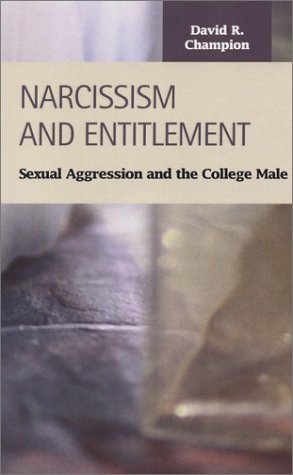 David R.
Champion
NARCISSISM
AND ENTITLEMENT
Sexual Aggression and the College Male